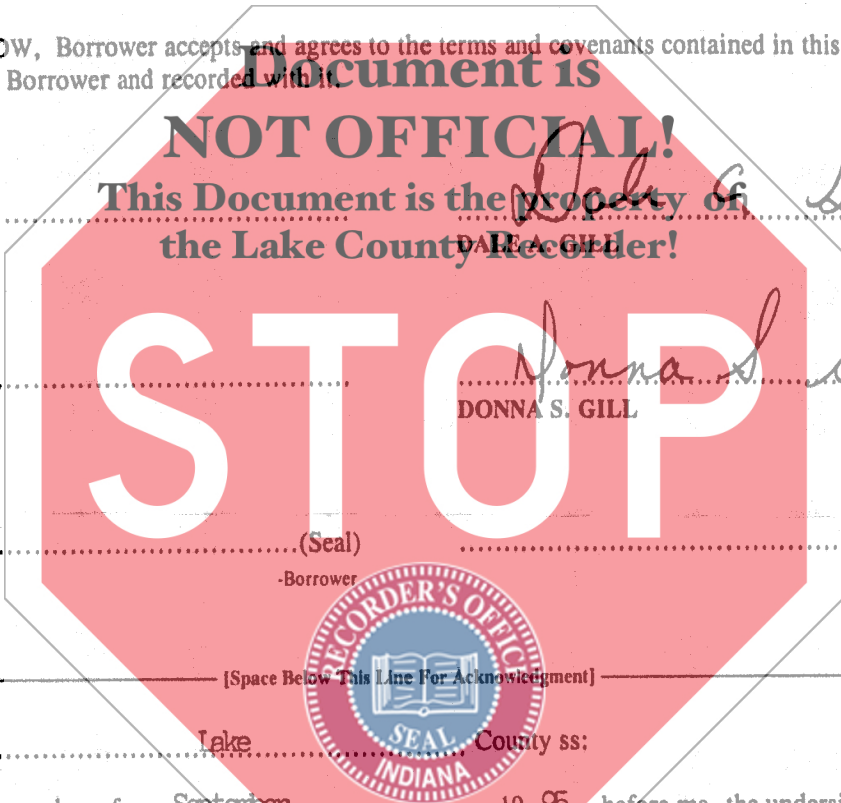 OW, Borrower accepts and agrees to the terms and covenants contained in this
Borrower and recorded with it.
Document is
NOT OFFICIAL!
This Document is the property of
the Lake County Recorder!
Dale A
DALE A. GILL
STOP
Donna S
DONNA S. GILL
(Seal)
-Borrower
RECORDER'S OFFICE
[Space Below This Line For Acknowledgment]
SEAL
INDIANA
Lake County ss:
September 19 95 before me, the undersi